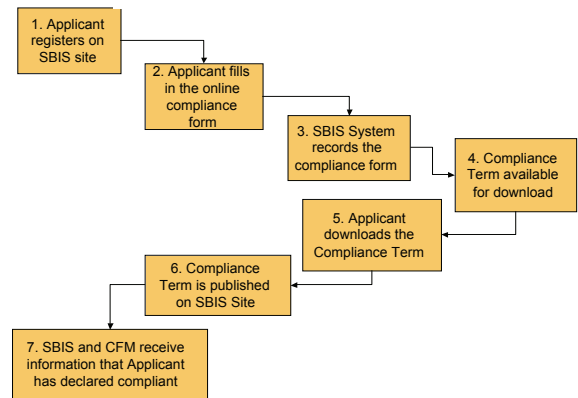 1. Applicant
registers on
SBIS site
2. Applicant fills
in the online
compliance
form
3. SBIS System
records the
compliance form
4. Compliance
Term available
for download
5. Applicant
downloads the
Compliance Term
6. Compliance
Term is published
on SBIS Site
7. SBIS and CFM receive
information that Applicant
has declared compliant